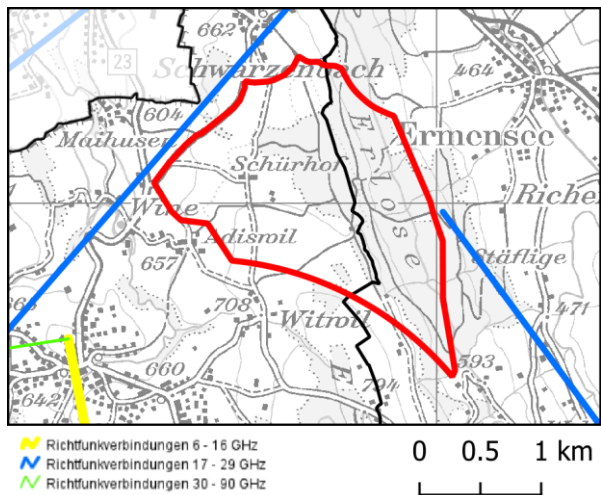 662
23
Schwarzenbach
464
604
Maihusen
Ermensee
Erlose
Schürhof
Richen
Wine
Adiswil
Stäflige
657
708
471
Witwil
593
660
794
642
Richtfunkverbindungen 6 - 16 GHz
Richtfunkverbindungen 17 - 29 GHz
Richtfunkverbindungen 30 - 90 GHz
0 0.5 1 km